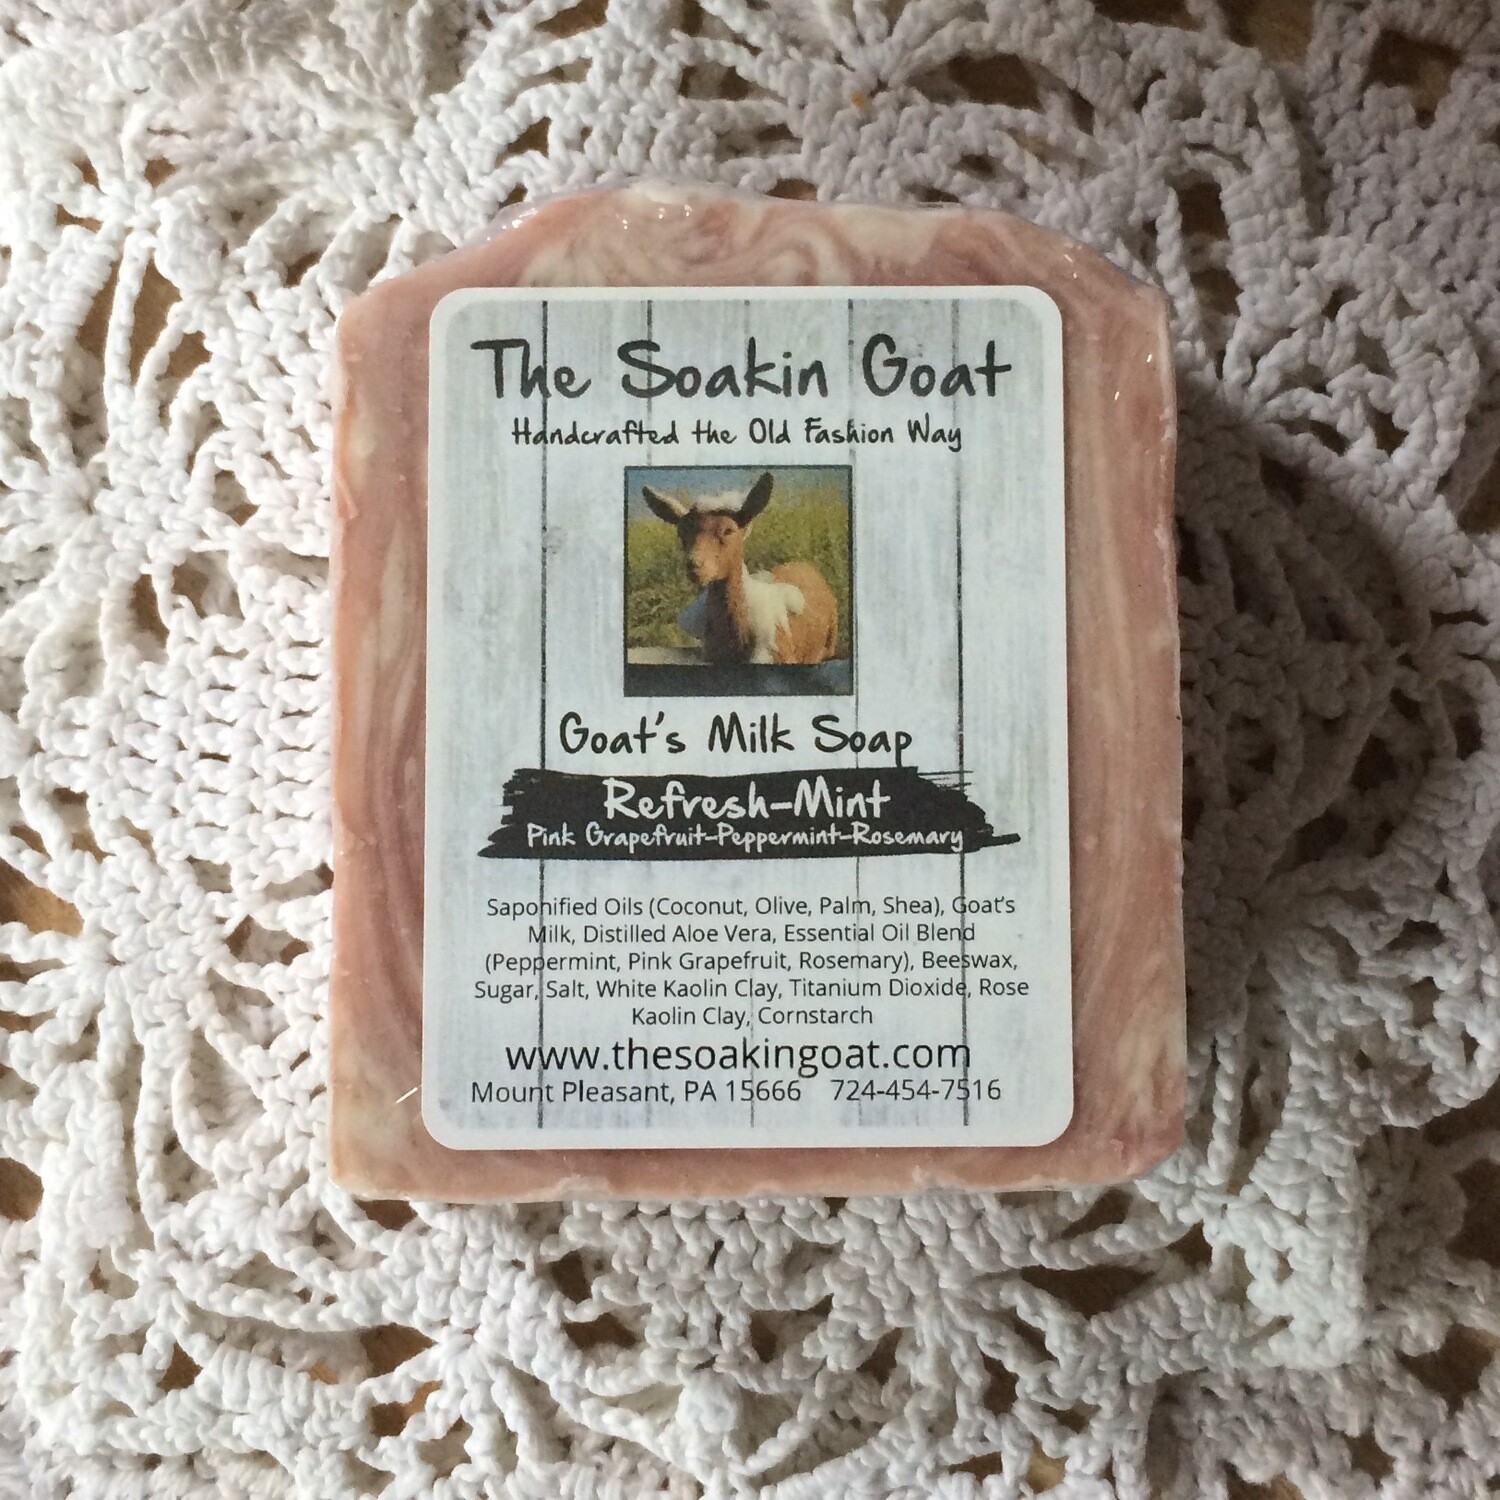 The Soakin Goat
Handcrafted the Old Fashion Way
Goat's Milk Soap
Refresh-Mint
Pink Grapefruit-Peppermint-Rosemary
Saponified Oils (Coconut, Olive, Palm, Shea), Goat's
Milk, Distilled Aloe Vera, Essential Oil Blend
(Peppermint, Pink Grapefruit, Rosemary), Beeswax,
Sugar, Salt, White Kaolin Clay, Titanium Dioxide, Rose
Kaolin Clay, Cornstarch
www.thesoakingoat.com
Mount Pleasant, PA 15666 724-454-7516